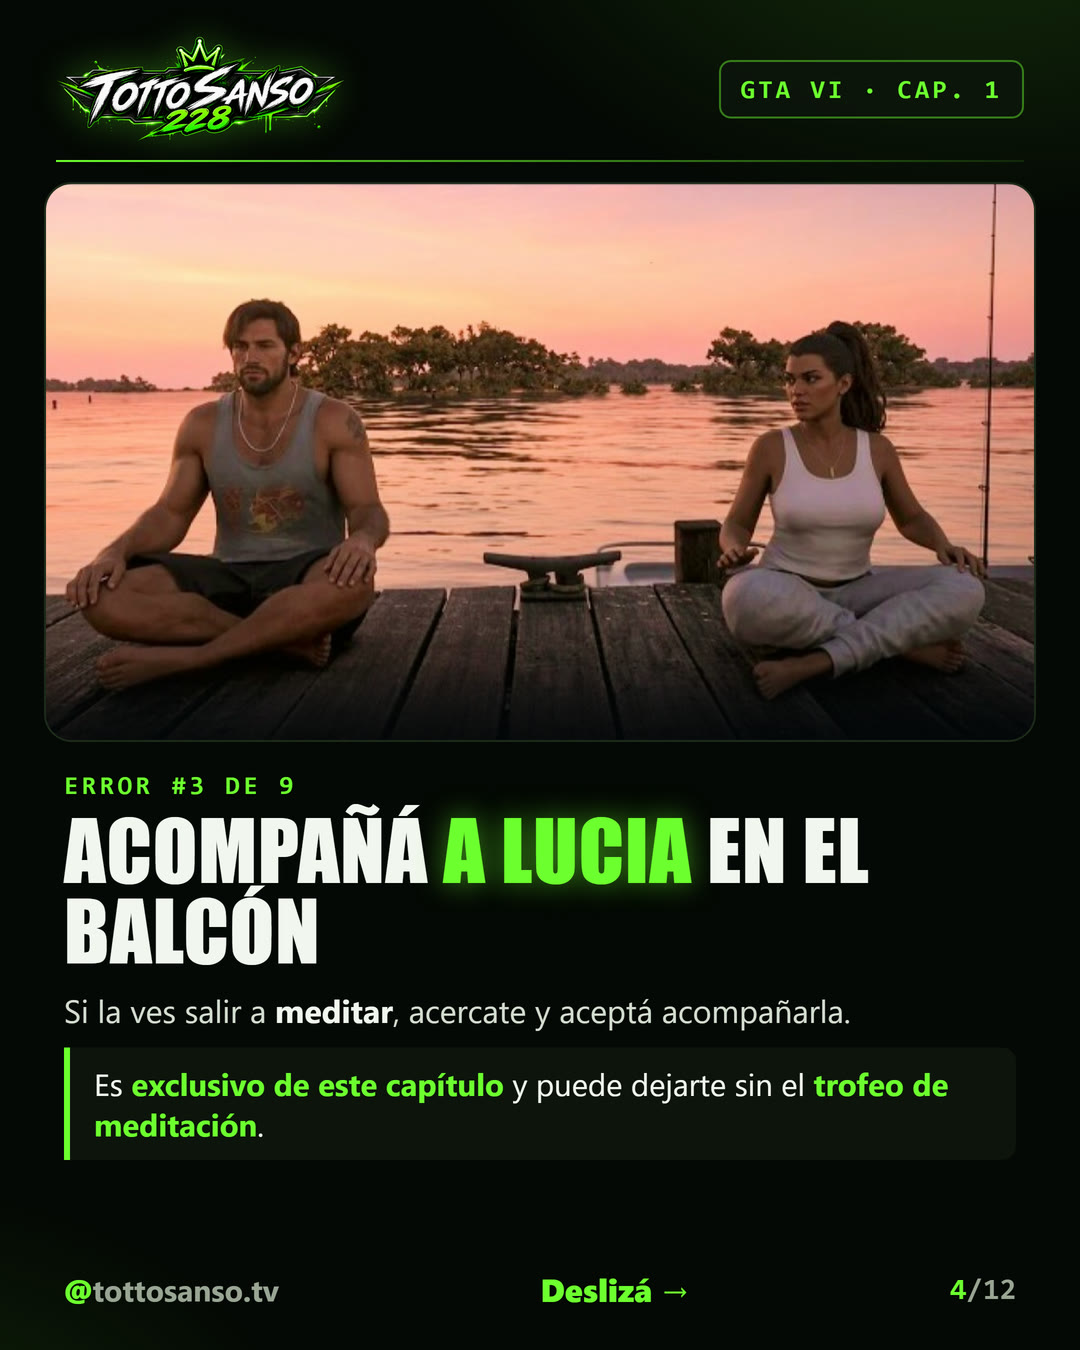 TOTTOSANSO
228
GTA VI · CAP. 1
ERROR #3 DE 9
ACOMPAÑÁ A LUCIA EN EL
BALCÓN
Si la ves salir a meditar, acercate y aceptá acompañarla.
Es exclusivo de este capítulo y puede dejarte sin el trofeo de
meditación.
@tottosanso.tv
Deslizá →
4/12